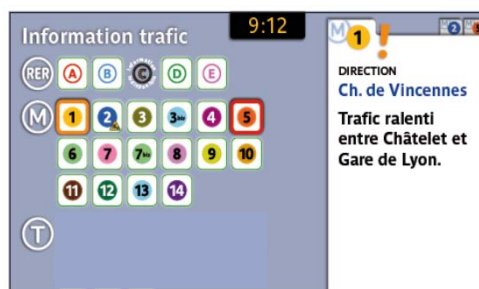 Information trafic
9:12
RER A B C D E
M 1 2 3 3bis 4 5
6 7 7bis 8 9 10
11 12 13 14
T
M 1 ! M 2
DIRECTION
Ch. de Vincennes
Trafic ralenti
entre Châtelet et
Gare de Lyon.